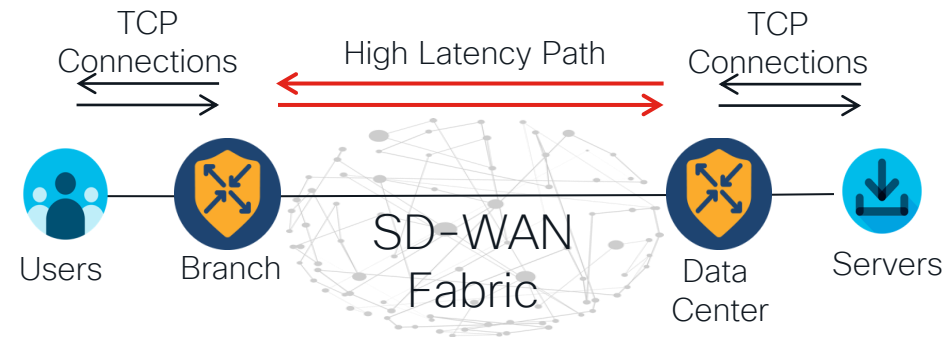 TCP
Connections
High Latency Path
TCP
Connections
SD-WAN
Fabric
Users
Branch
Data
Center
Servers